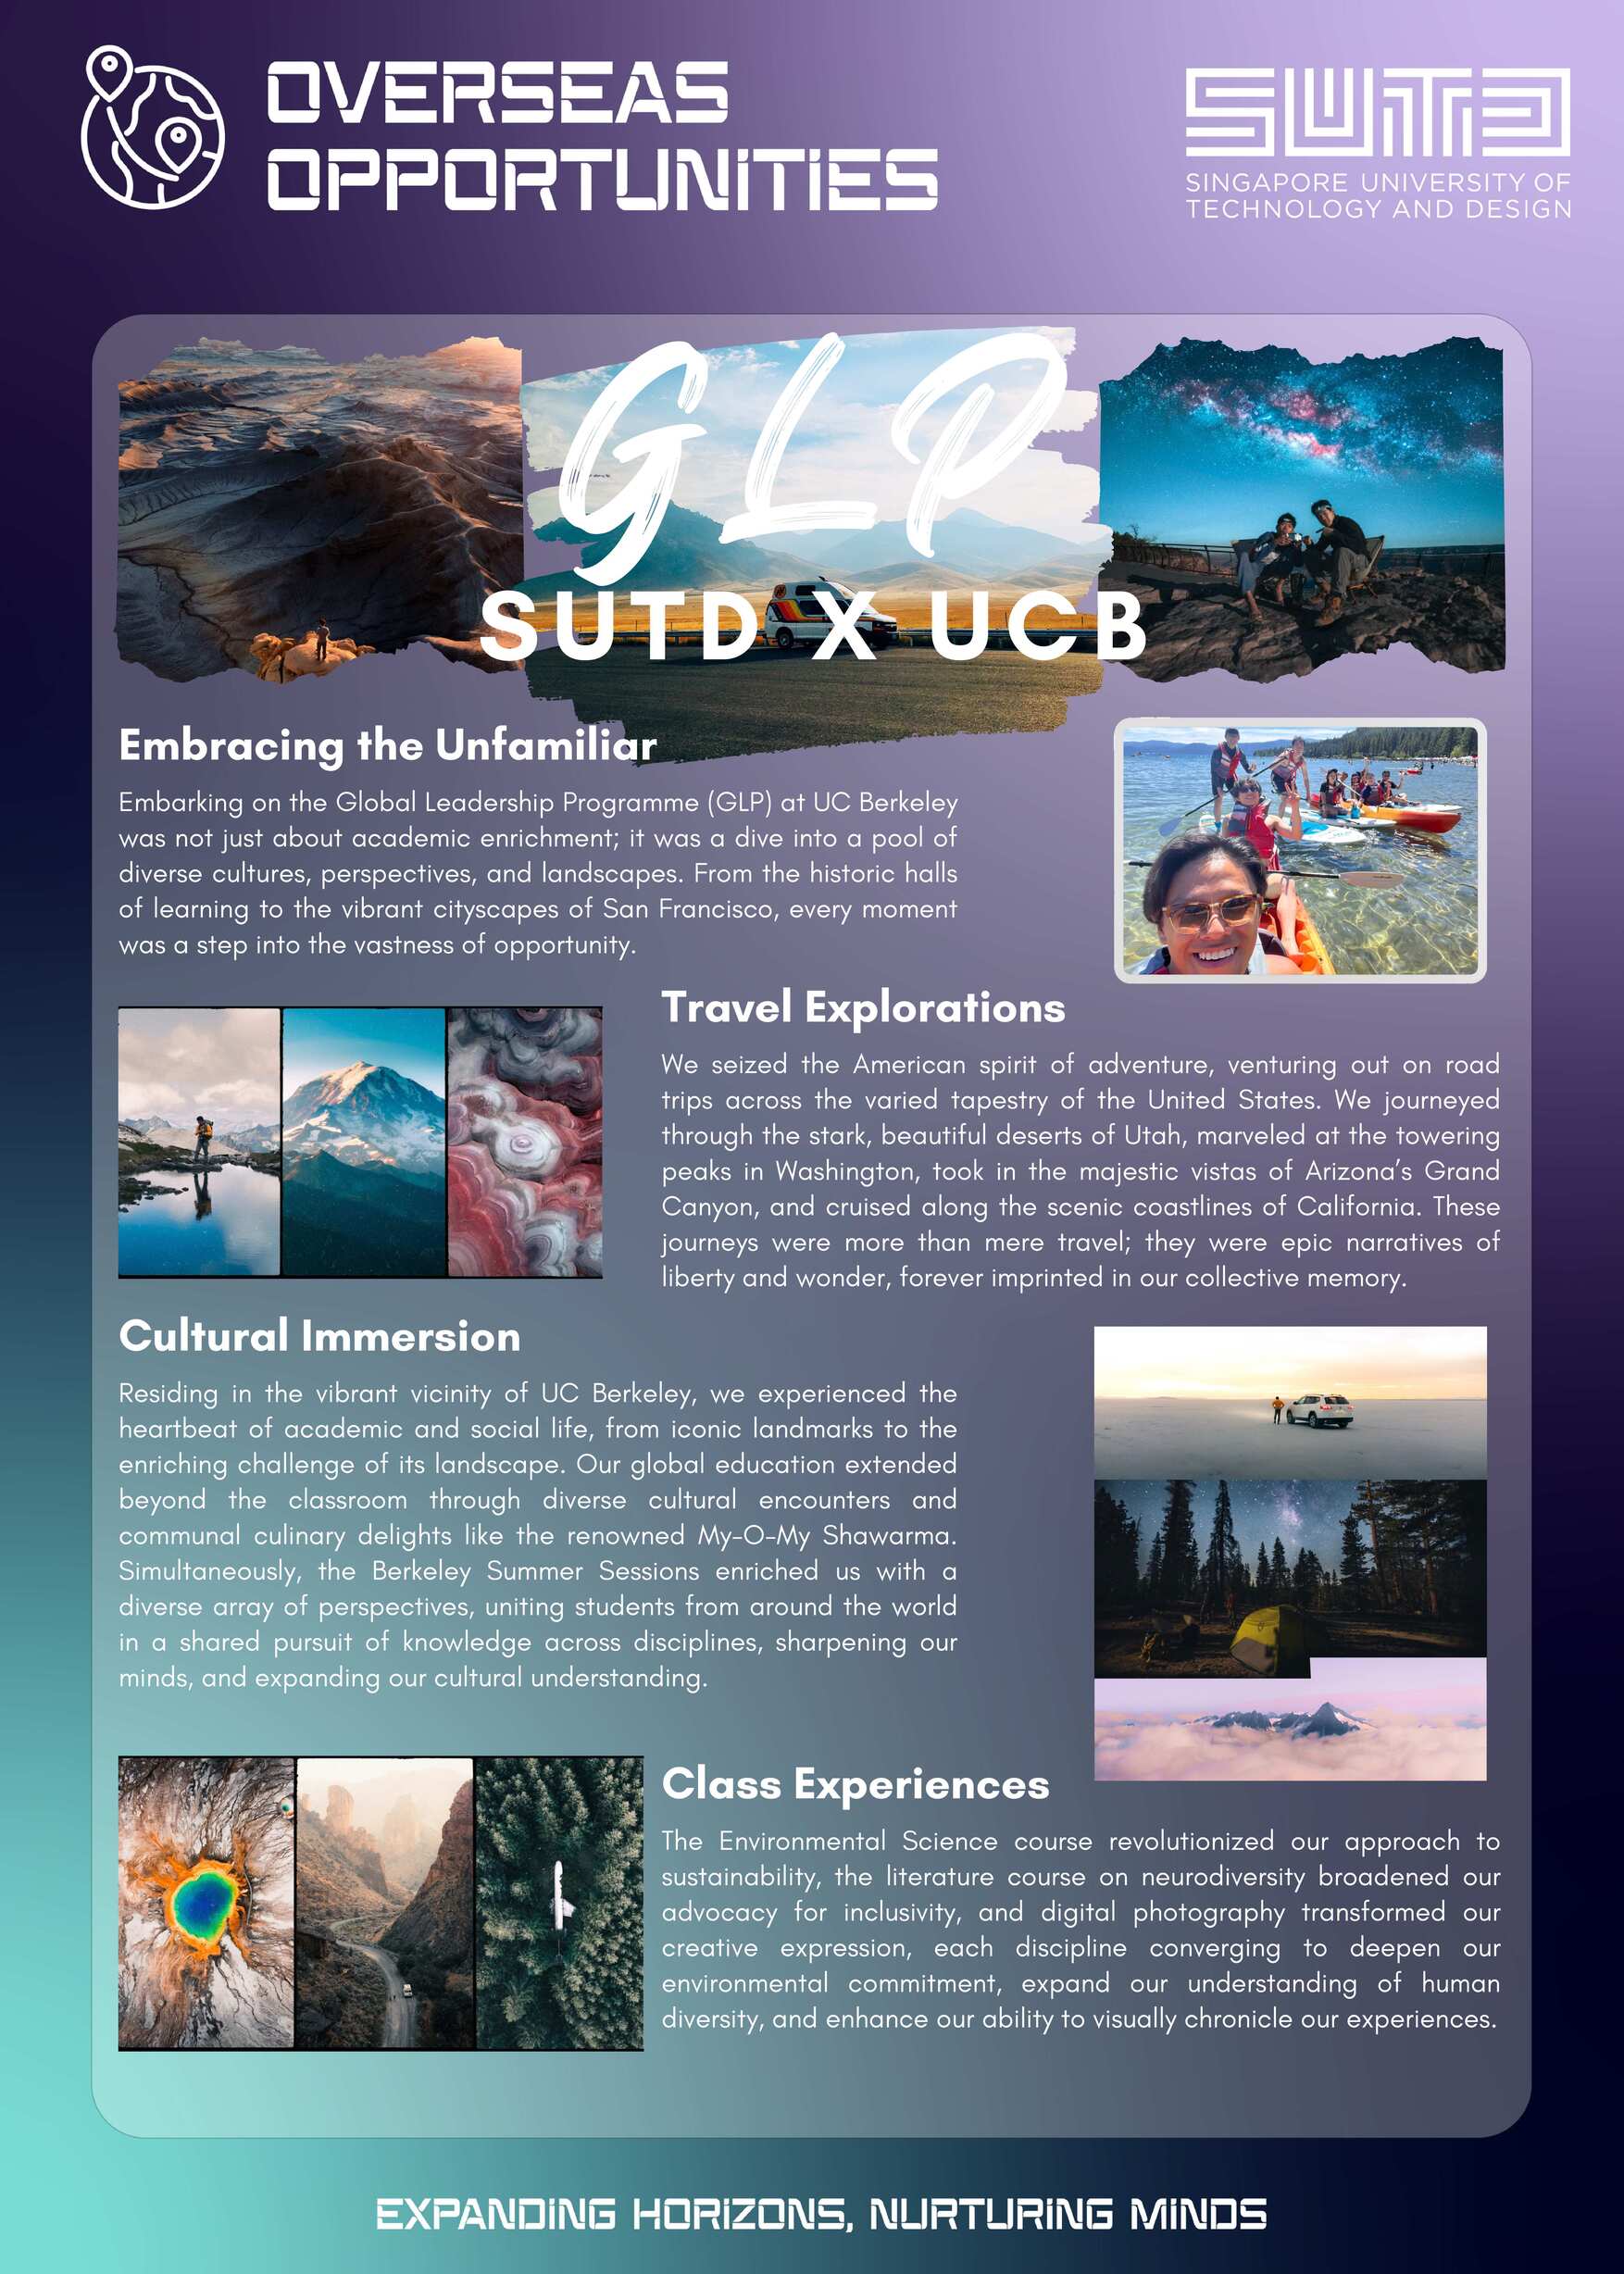 OVERSEAS
OPPORTUNITIES
SUTD
SINGAPORE UNIVERSITY OF
TECHNOLOGY AND DESIGN
GLP
SUTD X UCB
Embracing the Unfamiliar
Embarking on the Global Leadership Programme (GLP) at UC Berkeley
was not just about academic enrichment; it was a dive into a pool of
diverse cultures, perspectives, and landscapes. From the historic halls
of learning to the vibrant cityscapes of San Francisco, every moment
was a step into the vastness of opportunity.
Travel Explorations
We seized the American spirit of adventure, venturing out on road
trips across the varied tapestry of the United States. We journeyed
through the stark, beautiful deserts of Utah, marveled at the towering
peaks in Washington, took in the majestic vistas of Arizona's Grand
Canyon, and cruised along the scenic coastlines of California. These
journeys were more than mere travel; they were epic narratives of
liberty and wonder, forever imprinted in our collective memory.
Cultural Immersion
Residing in the vibrant vicinity of UC Berkeley, we experienced the
heartbeat of academic and social life, from iconic landmarks to the
enriching challenge of its landscape. Our global education extended
beyond the classroom through diverse cultural encounters and
communal culinary delights like the renowned My-O-My Shawarma.
Simultaneously, the Berkeley Summer Sessions enriched us with a
diverse array of perspectives, uniting students from around the world
in a shared pursuit of knowledge across disciplines, sharpening our
minds, and expanding our cultural understanding.
Class Experiences
The Environmental Science course revolutionized our approach to
sustainability, the literature course on neurodiversity broadened our
advocacy for inclusivity, and digital photography transformed our
creative expression, each discipline converging to deepen our
environmental commitment, expand our understanding of human
diversity, and enhance our ability to visually chronicle our experiences.
EXPANDING HORIZONS, NURTURING MINDS